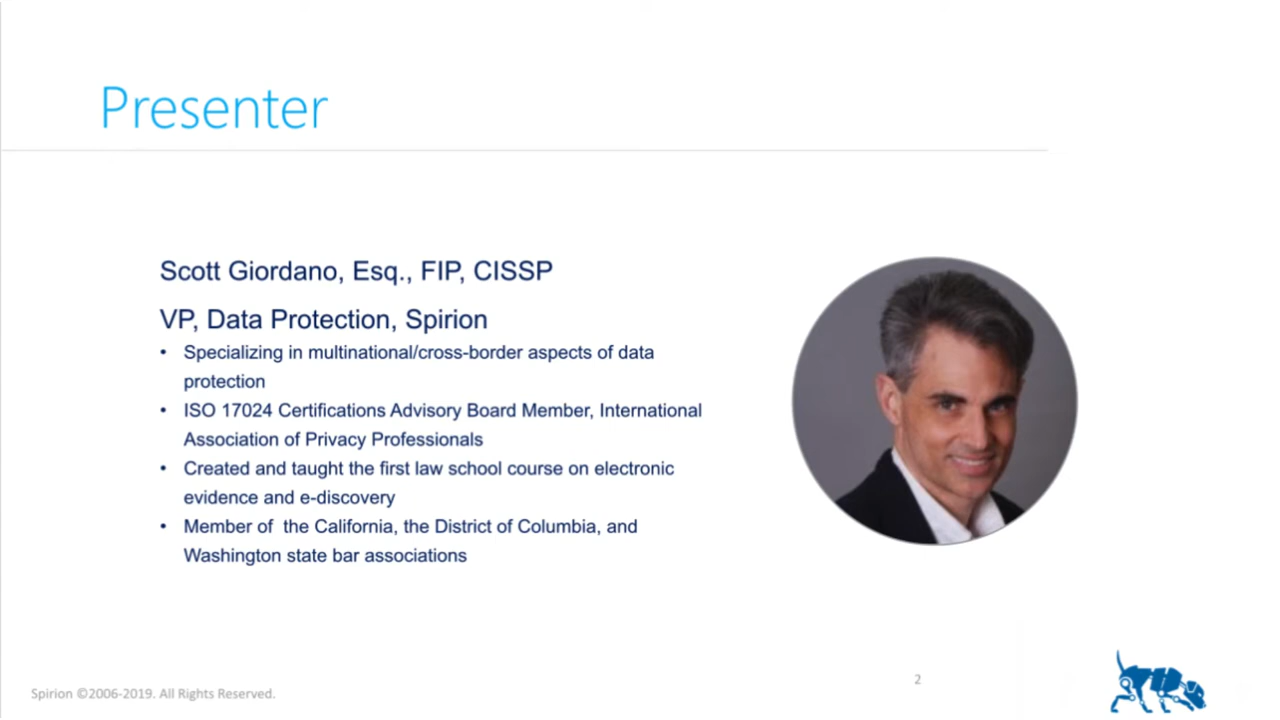 Presenter
Scott Giordano, Esq., FIP, CISSP
VP, Data Protection, Spirion
• Specializing in multinational/cross-border aspects of data
protection
• ISO 17024 Certifications Advisory Board Member, International
Association of Privacy Professionals
• Created and taught the first law school course on electronic
evidence and e-discovery
• Member of  the California, the District of Columbia, and
Washington state bar associations
Spirion ©2006-2019. All Rights Reserved.
2